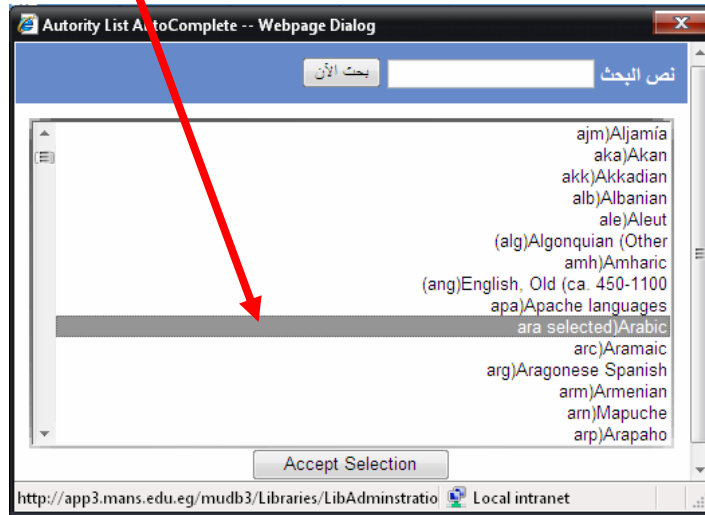 Autority List AutoComplete -- Webpage Dialog
نص البحث بحث الآن
ajm)Aljamía
aka)Akan
akk)Akkadian
alb)Albanian
ale)Aleut
(alg)Algonquian (Other
amh)Amharic
(ang)English, Old (ca. 450-1100
apa)Apache languages
ara selected)Arabic
arc)Aramaic
arg)Aragonese Spanish
arm)Armenian
arn)Mapuche
arp)Arapaho
Accept Selection
http://app3.mans.edu.eg/mudb3/Libraries/LibAdminstratio Local intranet